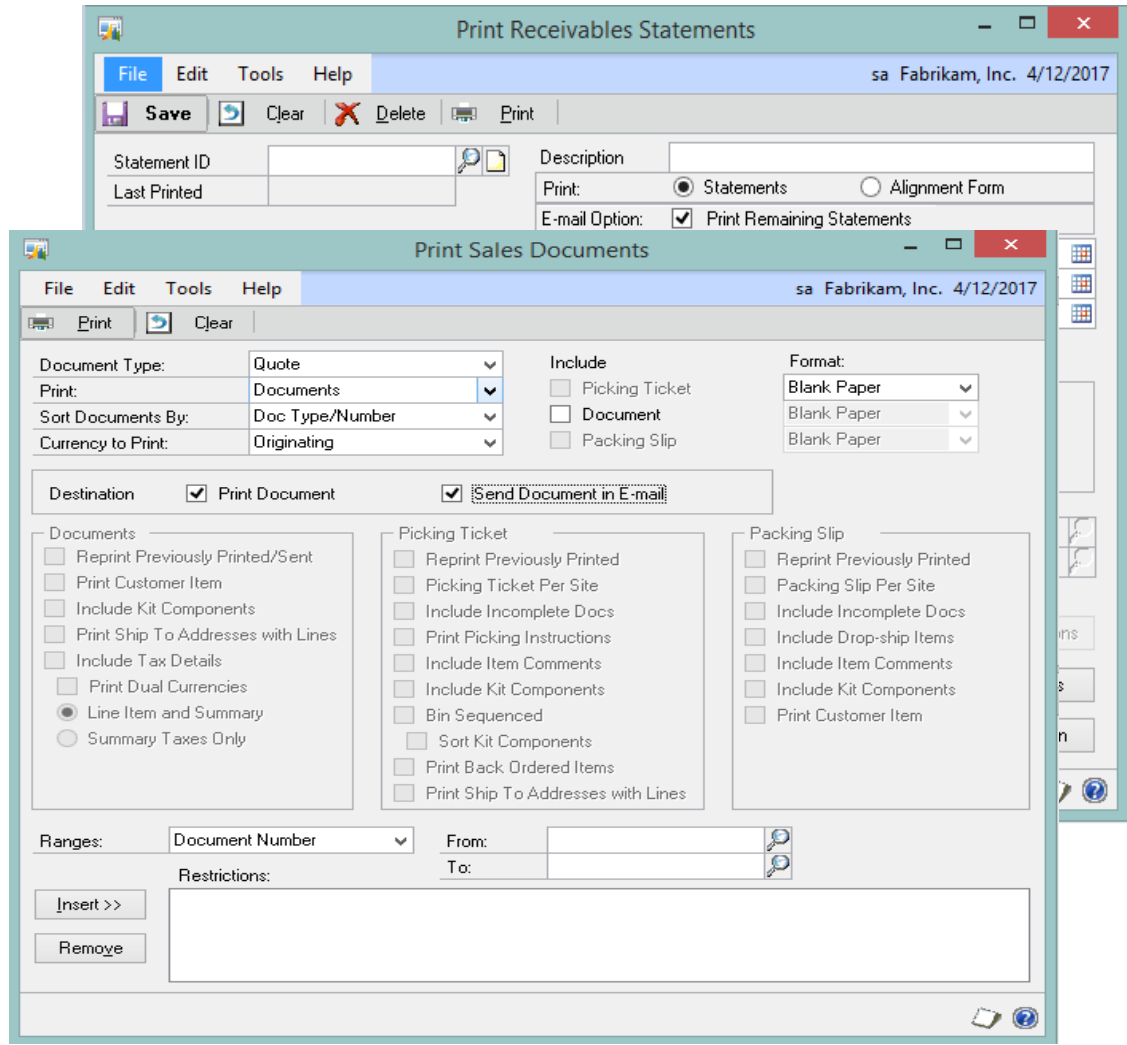 Print Receivables Statements
File Edit Tools Help sa Fabrikam, Inc. 4/12/2017
Save Clear Delete Print
Statement ID Description
Last Printed Print: Statements Alignment Form
E-mail Option: Print Remaining Statements
Print Sales Documents
File Edit Tools Help sa Fabrikam, Inc. 4/12/2017
Print Clear
Document Type: Quote Include Format:
Print: Documents Picking Ticket Blank Paper
Sort Documents By: Doc Type/Number Document Blank Paper
Currency to Print: Originating Packing Slip Blank Paper
Destination Print Document Send Document in E-mail
Documents Picking Ticket Packing Slip
Reprint Previously Printed/Sent Reprint Previously Printed Reprint Previously Printed
Print Customer Item Picking Ticket Per Site Packing Slip Per Site
Include Kit Components Include Incomplete Docs Include Incomplete Docs
Print Ship To Addresses with Lines Print Picking Instructions Include Drop-ship Items
Include Tax Details Include Item Comments Include Item Comments
Print Dual Currencies Include Kit Components Include Kit Components
Line Item and Summary Bin Sequenced Print Customer Item
Summary Taxes Only Sort Kit Components
Print Back Ordered Items
Print Ship To Addresses with Lines
Ranges: Document Number From:
To:
Restrictions:
Insert >>
Remove